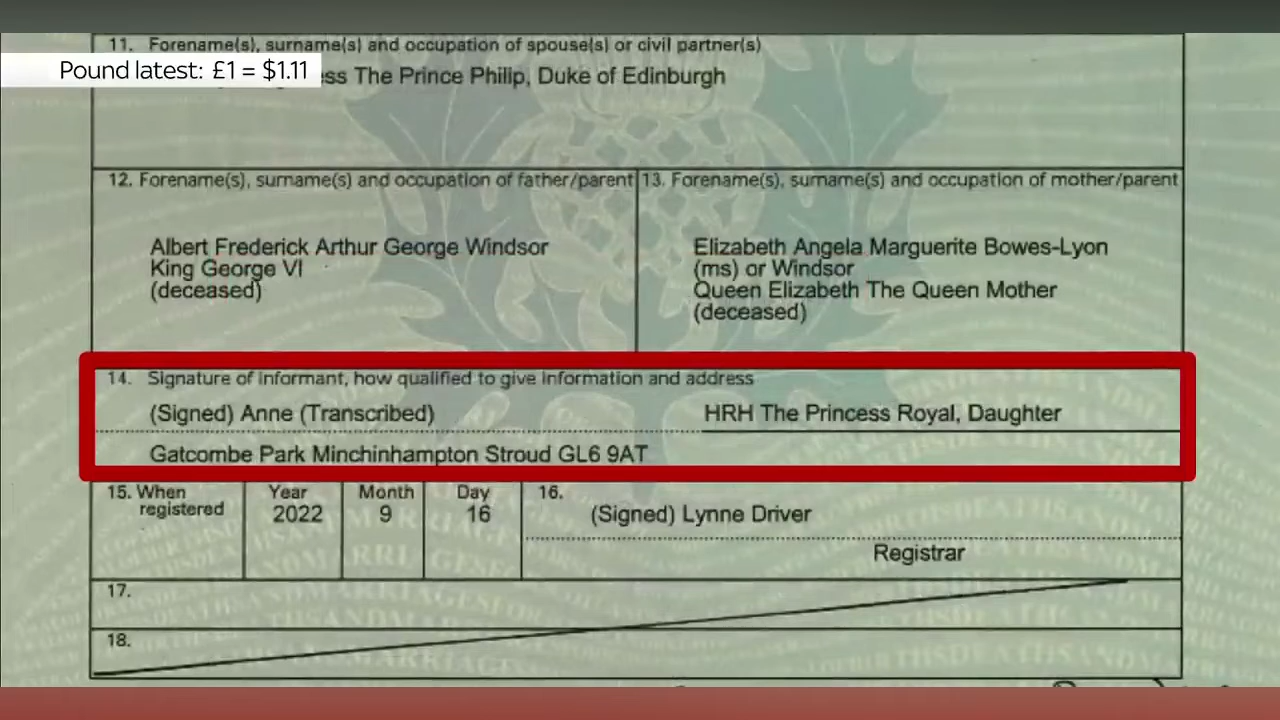 11. Forename(s), surname(s) and occupation of spouse(s) or civil partner(s)
Pound latest: £1 = $1.11
ss The Prince Philip, Duke of Edinburgh
12. Forename(s), surname(s) and occupation of father/parent
13. Forename(s), surname(s) and occupation of mother/parent
Albert Frederick Arthur George Windsor
King George VI
(deceased)
Elizabeth Angela Marguerite Bowes-Lyon
(ms) or Windsor
Queen Elizabeth The Queen Mother
(deceased)
14. Signature of informant, how qualified to give information and address
(Signed) Anne (Transcribed)
HRH The Princess Royal, Daughter
Gatcombe Park Minchinhampton Stroud GL6 9AT
15. When
registered
Year
2022
Month
9
Day
16
16.
(Signed) Lynne Driver
Registrar
17.
18.